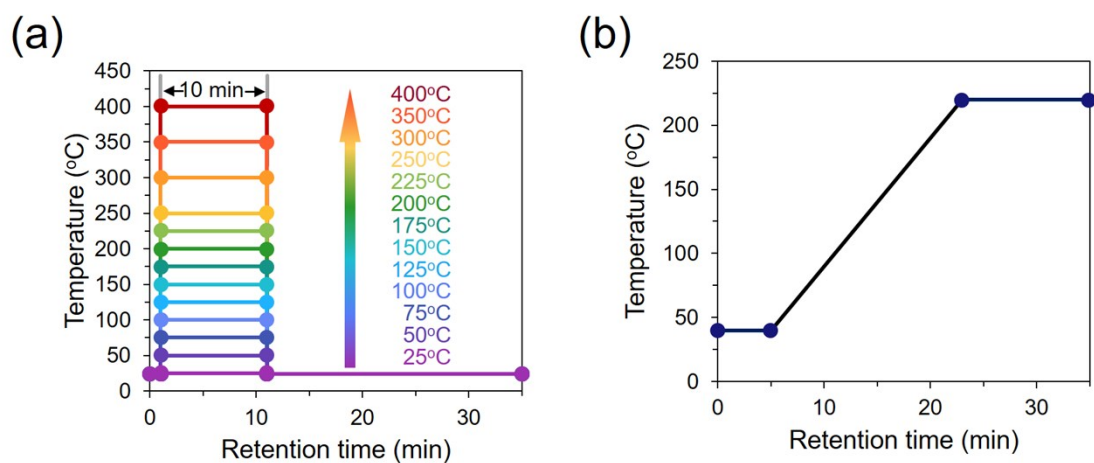 (a)
450
400
350
300
250
200
150
100
50
0
Temperature (°C)
10 min
400°C
350°C
300°C
250°C
225°C
200°C
175°C
150°C
125°C
100°C
75°C
50°C
25°C
0 10 20 30
Retention time (min)
(b)
250
200
150
100
50
0
Temperature (°C)
0 10 20 30
Retention time (min)